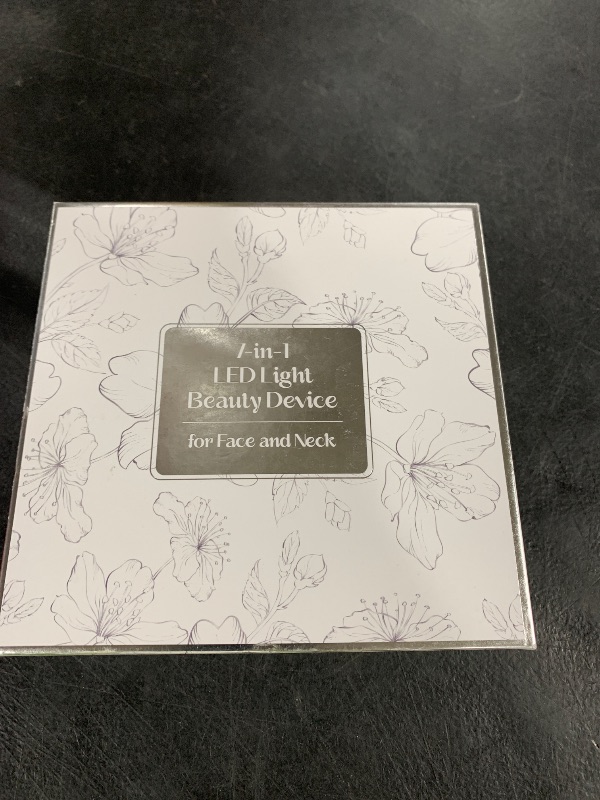 7-in-1
LED Light
Beauty Device
for Face and Neck